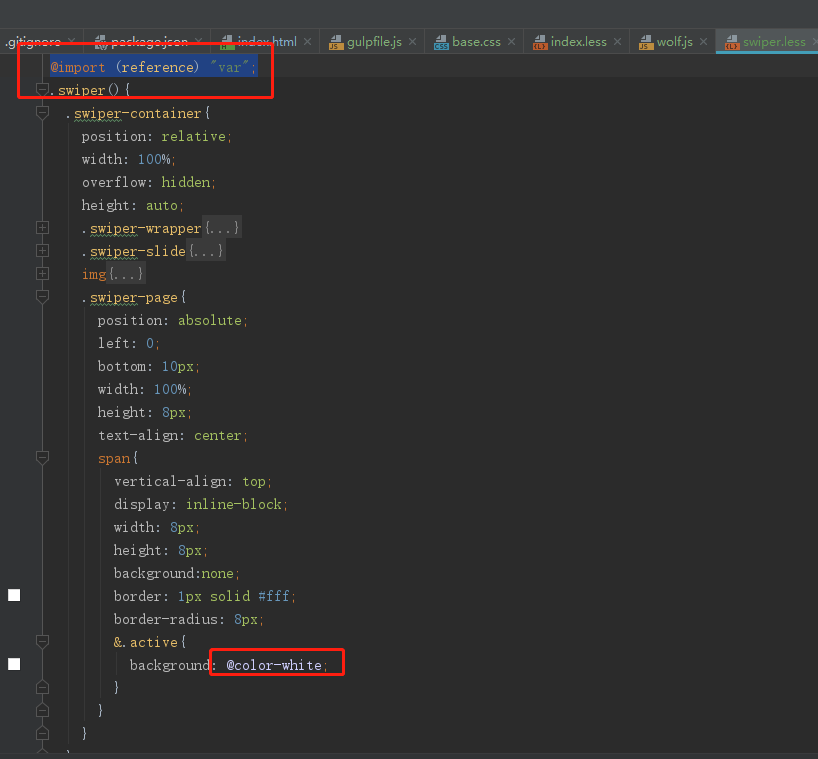 .gitignore package.json index.html gulpfile.js base.css index.less wolf.js swiper.less
@import (reference) "var";
.swiper(){
.swiper-container{
position: relative;
width: 100%;
overflow: hidden;
height: auto;
.swiper-wrapper{...}
.swiper-slide{...}
img{...}
.swiper-page{
position: absolute;
left: 0;
bottom: 10px;
width: 100%;
height: 8px;
text-align: center;
span{
vertical-align: top;
display: inline-block;
width: 8px;
height: 8px;
background:none;
border: 1px solid #fff;
border-radius: 8px;
&.active{
background: @color-white;
}
}
}